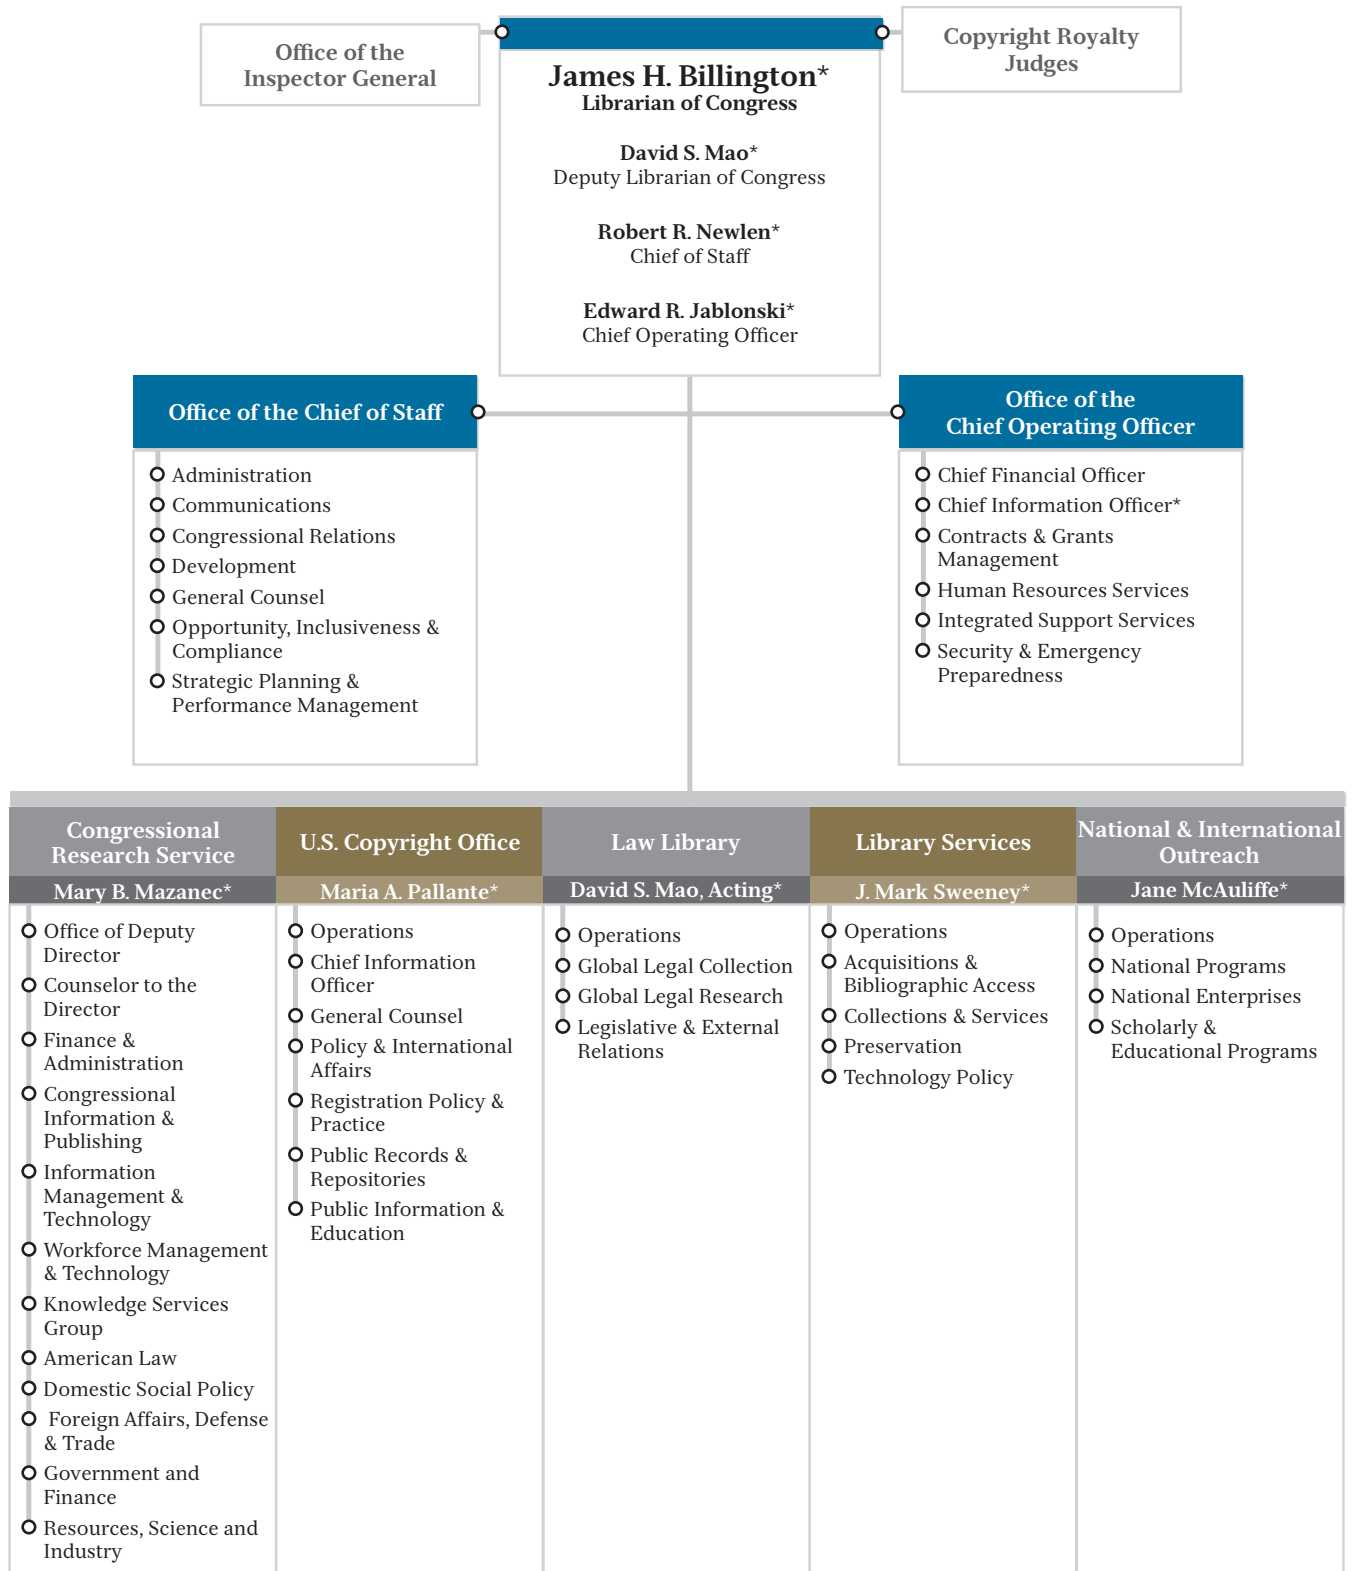 Office of the
Inspector General
Copyright Royalty
Judges
James H. Billington*
Librarian of Congress
David S. Mao*
Deputy Librarian of Congress
Robert R. Newlen*
Chief of Staff
Edward R. Jablonski*
Chief Operating Officer
Office of the Chief of Staff
Administration
Communications
Congressional Relations
Development
General Counsel
Opportunity, Inclusiveness &
Compliance
Strategic Planning &
Performance Management
Office of the
Chief Operating Officer
Chief Financial Officer
Chief Information Officer*
Contracts & Grants
Management
Human Resources Services
Integrated Support Services
Security & Emergency
Preparedness
Congressional
Research Service
Mary B. Mazanec*
Office of Deputy
Director
Counselor to the
Director
Finance &
Administration
Congressional
Information &
Publishing
Information
Management &
Technology
Workforce Management
& Technology
Knowledge Services
Group
American Law
Domestic Social Policy
Foreign Affairs, Defense
& Trade
Government and
Finance
Resources, Science and
Industry
U.S. Copyright Office
Maria A. Pallante*
Operations
Chief Information
Officer
General Counsel
Policy & International
Affairs
Registration Policy &
Practice
Public Records &
Repositories
Public Information &
Education
Law Library
David S. Mao, Acting*
Operations
Global Legal Collection
Global Legal Research
Legislative & External
Relations
Library Services
J. Mark Sweeney*
Operations
Acquisitions &
Bibliographic Access
Collections & Services
Preservation
Technology Policy
National & International
Outreach
Jane McAuliffe*
Operations
National Programs
National Enterprises
Scholarly &
Educational Programs